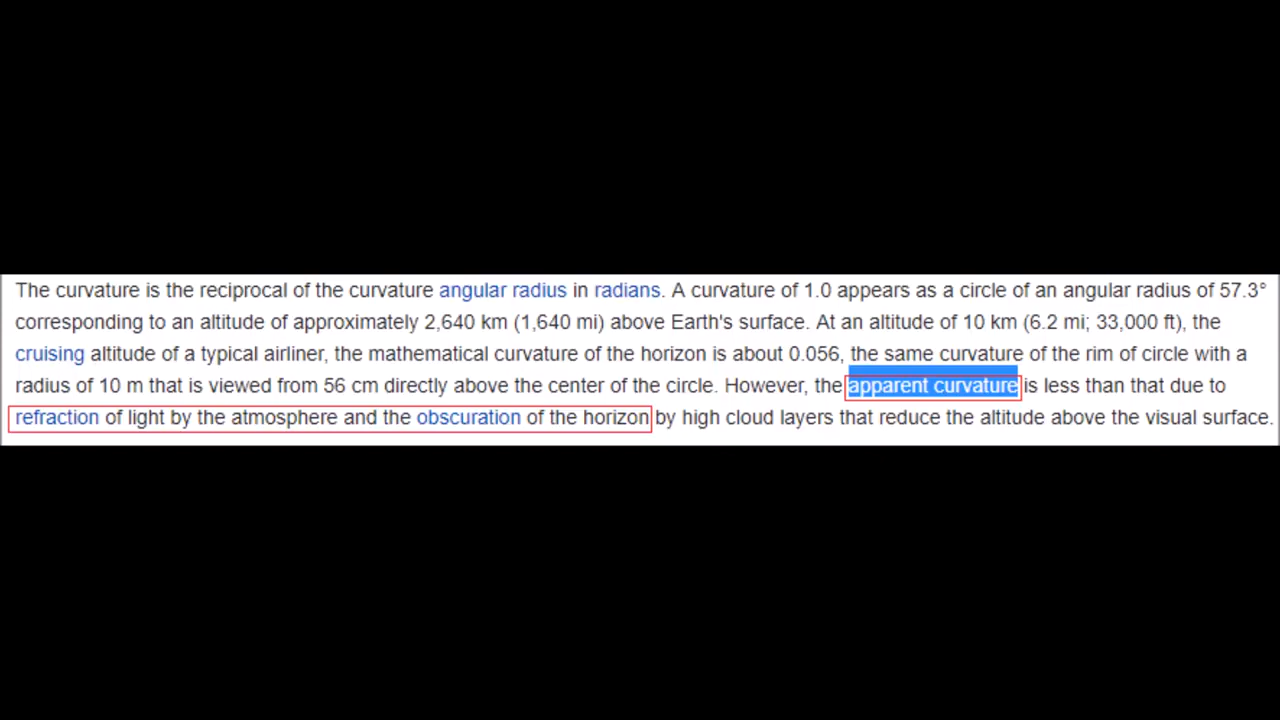 The curvature is the reciprocal of the curvature angular radius in radians. A curvature of 1.0 appears as a circle of an angular radius of 57.3°
corresponding to an altitude of approximately 2,640 km (1,640 mi) above Earth's surface. At an altitude of 10 km (6.2 mi; 33,000 ft), the
cruising altitude of a typical airliner, the mathematical curvature of the horizon is about 0.056, the same curvature of the rim of circle with a
radius of 10 m that is viewed from 56 cm directly above the center of the circle. However, the apparent curvature is less than that due to
refraction of light by the atmosphere and the obscuration of the horizon by high cloud layers that reduce the altitude above the visual surface.